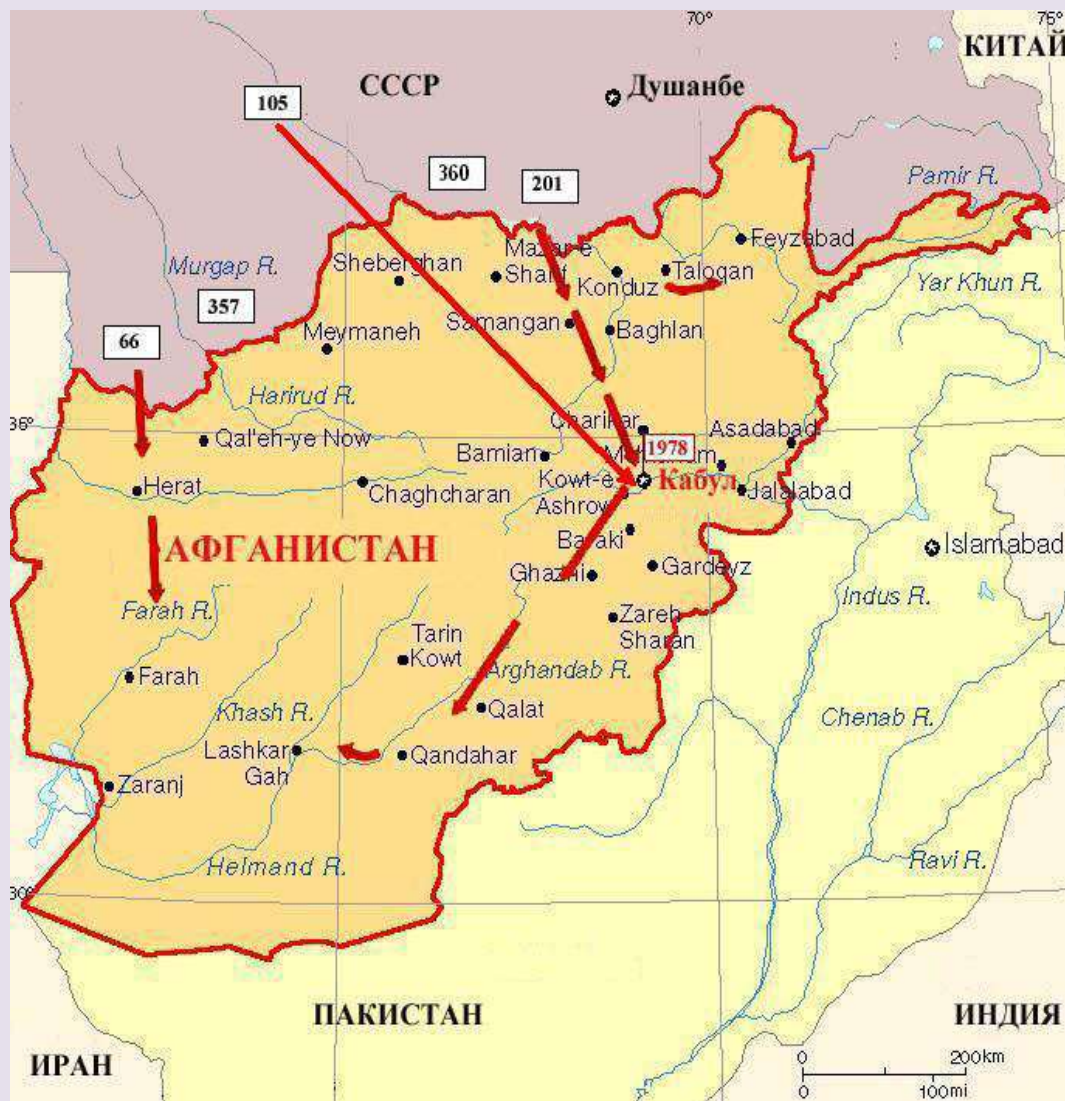 70°
75°
КИТАЙ
СССР
Душанбе
105
360
201
Pamir R.
Feyzabad
Murgap R.
Mazar-e
Sharif
Sheberghan
Konduz
Taloqan
Yar Khun R.
357
66
Samangan
Baghlan
Meymaneh
Harirud R.
Charikar
35°
Qal'eh-ye Now
Asadabad
1978
Bamian
Kowt-e
Ashrow
Кабул
Herat
Chaghcharan
Jalalabad
АФГАНИСТАН
Baraki
Islamabad
Ghazni
Gardeyz
Farah R.
Indus R.
Zareh
Sharan
Tarin
Kowt
Farah
Arghandab R.
Khash R.
Qalat
Chenab R.
Lashkar
Gah
Qandahar
Zaranj
Helmand R.
Ravi R.
30°
ПАКИСТАН
ИНДИЯ
ИРАН
0
200km
0
100mi